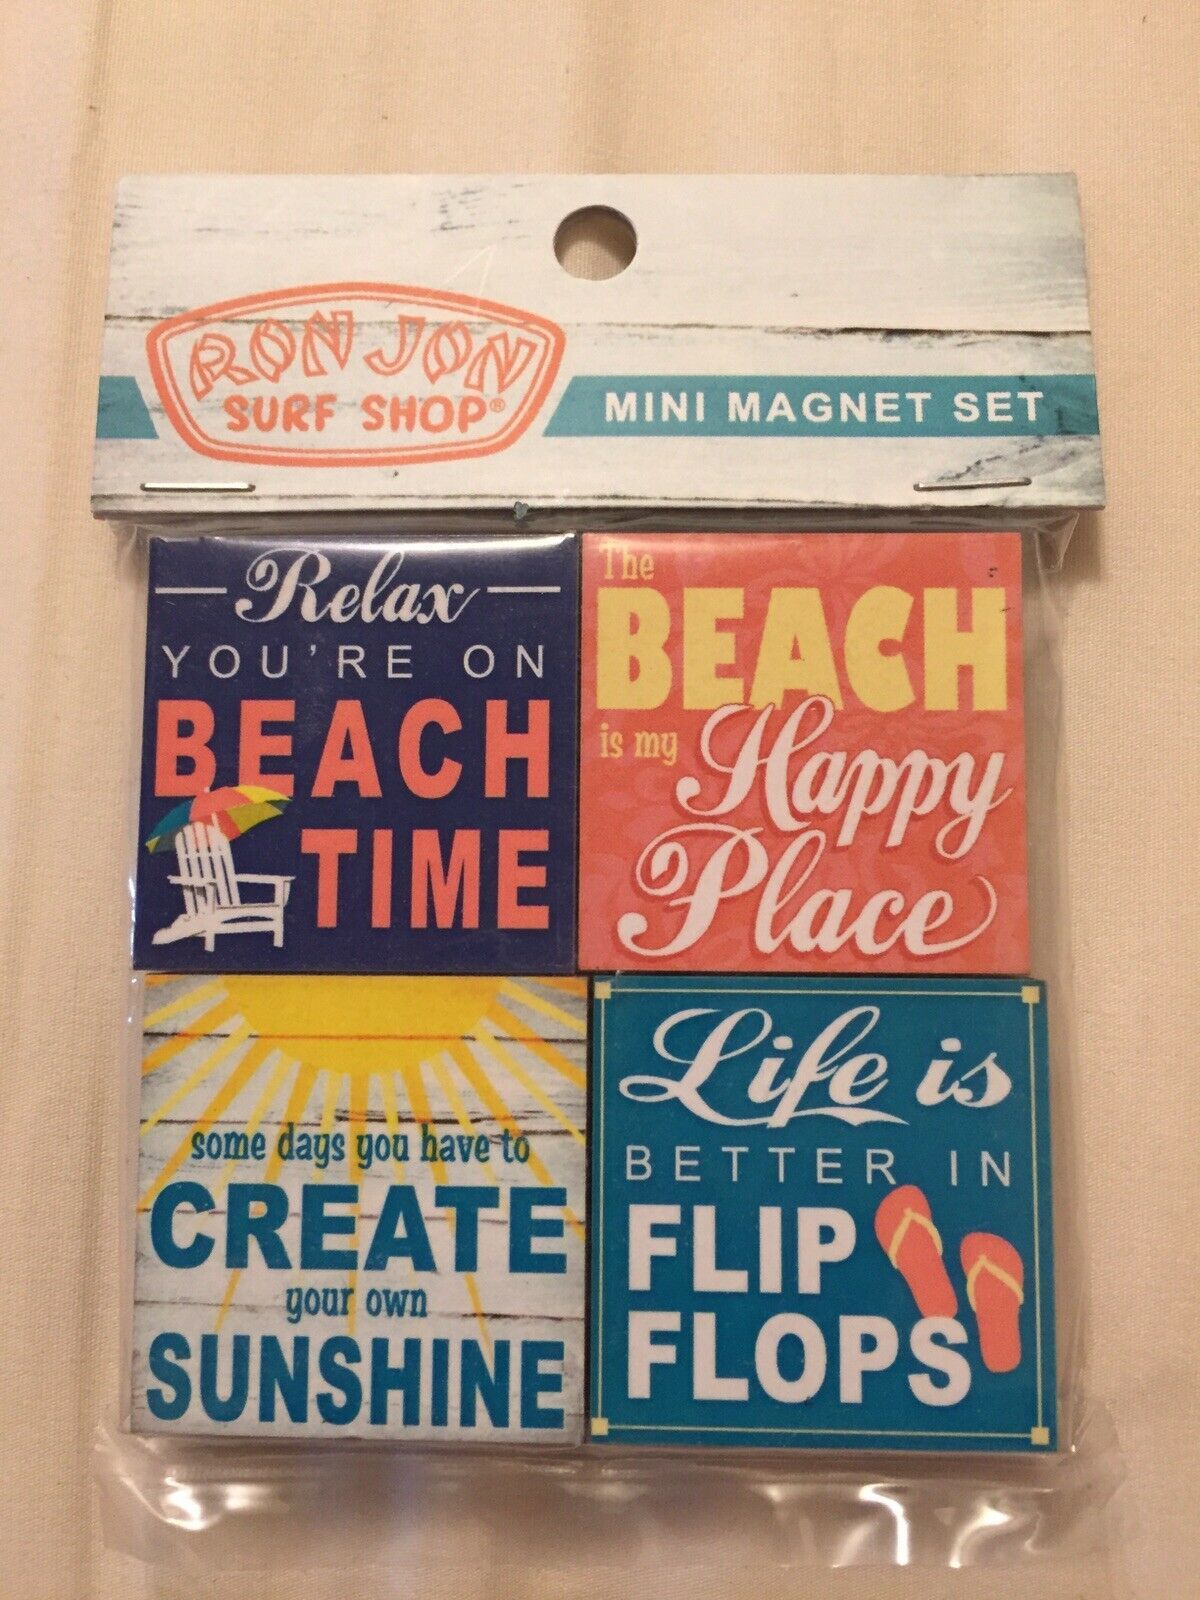 RON JON
SURF SHOP®
MINI MAGNET SET
Relax
YOU'RE ON
BEACH
TIME
The
BEACH
is my
Happy
Place
some days you have to
CREATE
your own
SUNSHINE
Life is
BETTER IN
FLIP
FLOPS